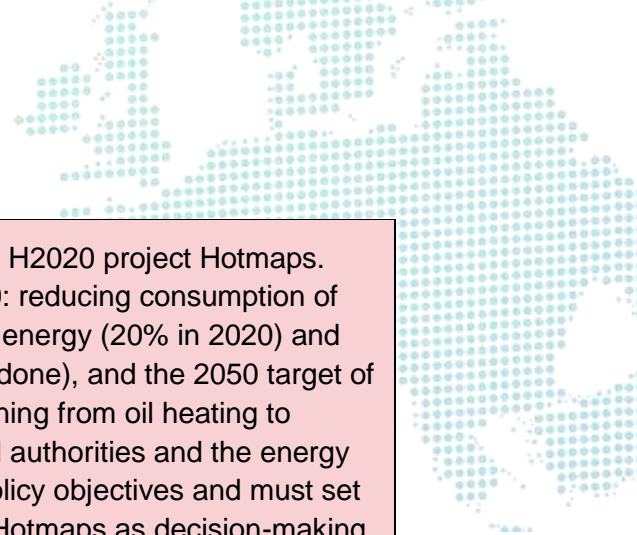 H2020 project Hotmaps.
: reducing consumption of
energy (20% in 2020) and
done), and the 2050 target of
ning from oil heating to
authorities and the energy
olicy objectives and must set
Hotmaps as decision-making